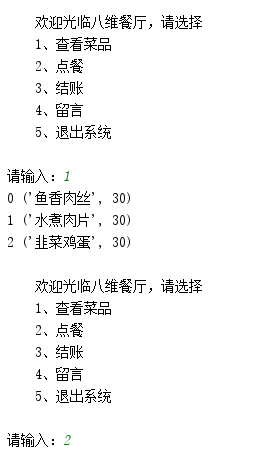 欢迎光临八维餐厅，请选择
1、查看菜品
2、点餐
3、结账
4、留言
5、退出系统
请输入：1
0 ('鱼香肉丝', 30)
1 ('水煮肉片', 30)
2 ('韭菜鸡蛋', 30)
欢迎光临八维餐厅，请选择
1、查看菜品
2、点餐
3、结账
4、留言
5、退出系统
请输入：2